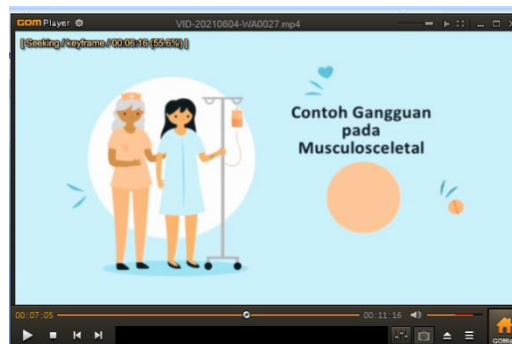 GOM Player
VID-20210604-WA0027.mp4
[ Seeking / keyframe / 00:06:16 (55.6%) ]
Contoh Gangguan
pada
Musculosceletal
00:07:05
00:11:16